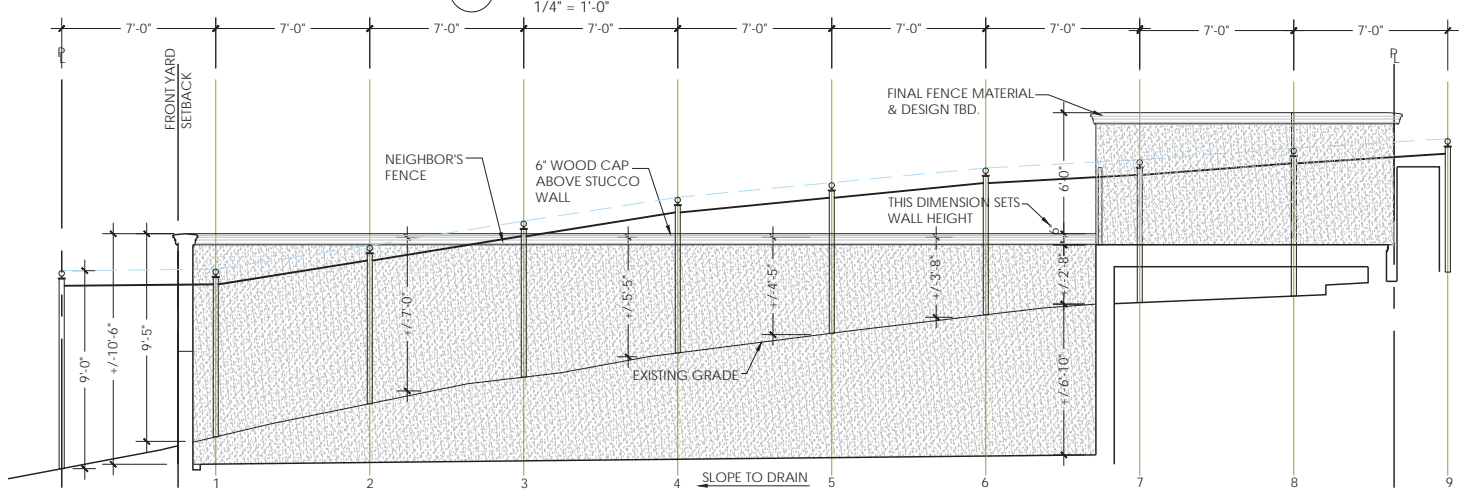 1/4" = 1'-0"
7'-0" 7'-0" 7'-0" 7'-0" 7'-0" 7'-0" 7'-0" 7'-0" 7'-0"
PL
PL
FRONT YARD
SETBACK
FINAL FENCE MATERIAL
& DESIGN TBD.
NEIGHBOR'S
FENCE
6" WOOD CAP
ABOVE STUCCO
WALL
6'-0"
THIS DIMENSION SETS
WALL HEIGHT
6"
9'-0"
+/-10'-6"
9'-5"
+/-7'-0"
+/-5'-5"
+/-4'-5"
+/-3'-8"
+/-2'-8"
EXISTING GRADE
+/-6'-10"
SLOPE TO DRAIN
1 2 3 4 5 6 7 8 9